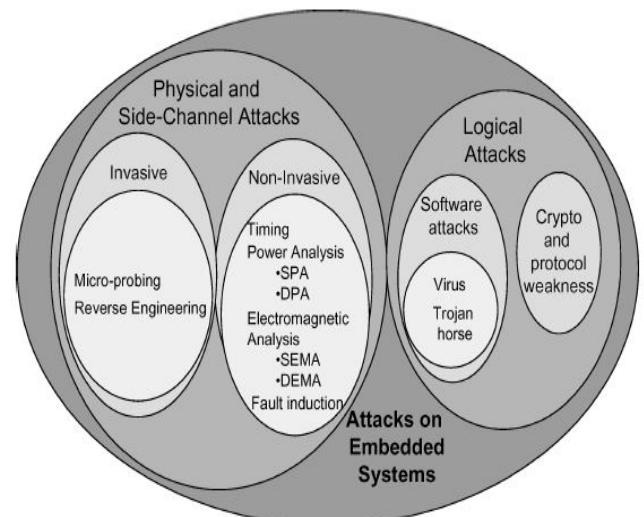 Physical and
Side-Channel Attacks
Invasive
Micro-probing
Reverse Engineering
Non-Invasive
Timing
Power Analysis
•SPA
•DPA
Electromagnetic
Analysis
•SEMA
•DEMA
Fault induction
Logical
Attacks
Software
attacks
Virus
Trojan
horse
Crypto
and
protocol
weakness
Attacks on
Embedded
Systems